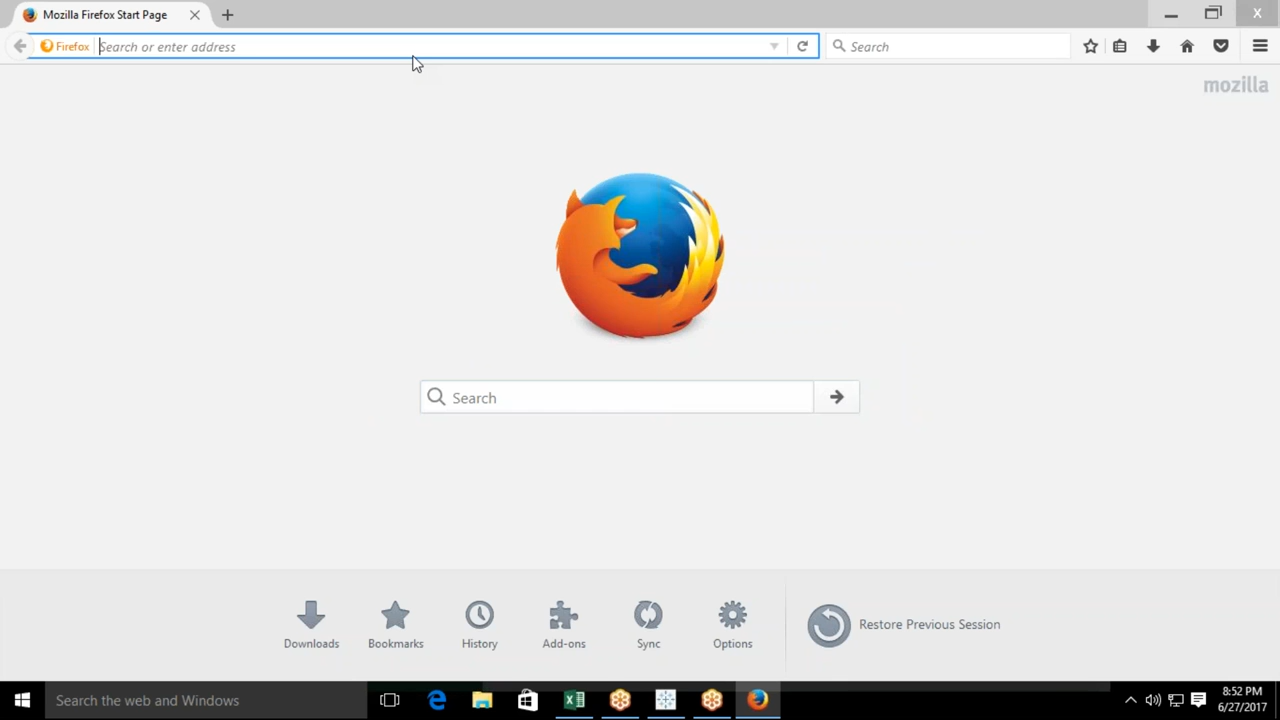 Mozilla Firefox Start Page
Firefox Search or enter address
Search
mozilla
Search
Downloads Bookmarks History Add-ons Sync Options Restore Previous Session
Search the web and Windows
8:52 PM
6/27/2017